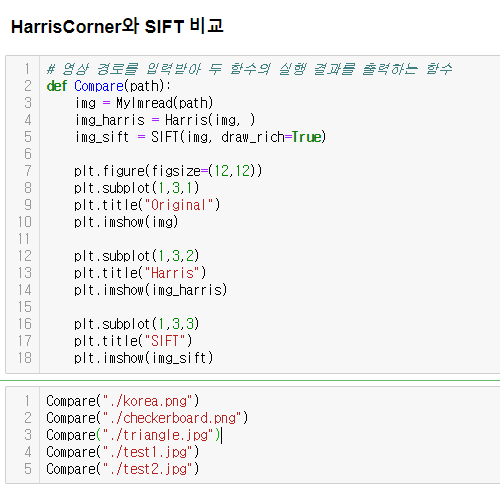 HarrisCorner와 SIFT 비교
1 # 영상 경로를 입력받아 두 함수의 실행 결과를 출력하는 함수
2 def Compare(path):
3     img = MyImread(path)
4     img_harris = Harris(img, )
5     img_sift = SIFT(img, draw_rich=True)
6
7     plt.figure(figsize=(12,12))
8     plt.subplot(1,3,1)
9     plt.title("Original")
10     plt.imshow(img)
11
12     plt.subplot(1,3,2)
13     plt.title("Harris")
14     plt.imshow(img_harris)
15
16     plt.subplot(1,3,3)
17     plt.title("SIFT")
18     plt.imshow(img_sift)
1 Compare("./korea.png")
2 Compare("./checkerboard.png")
3 Compare("./triangle.jpg")
4 Compare("./test1.jpg")
5 Compare("./test2.jpg")